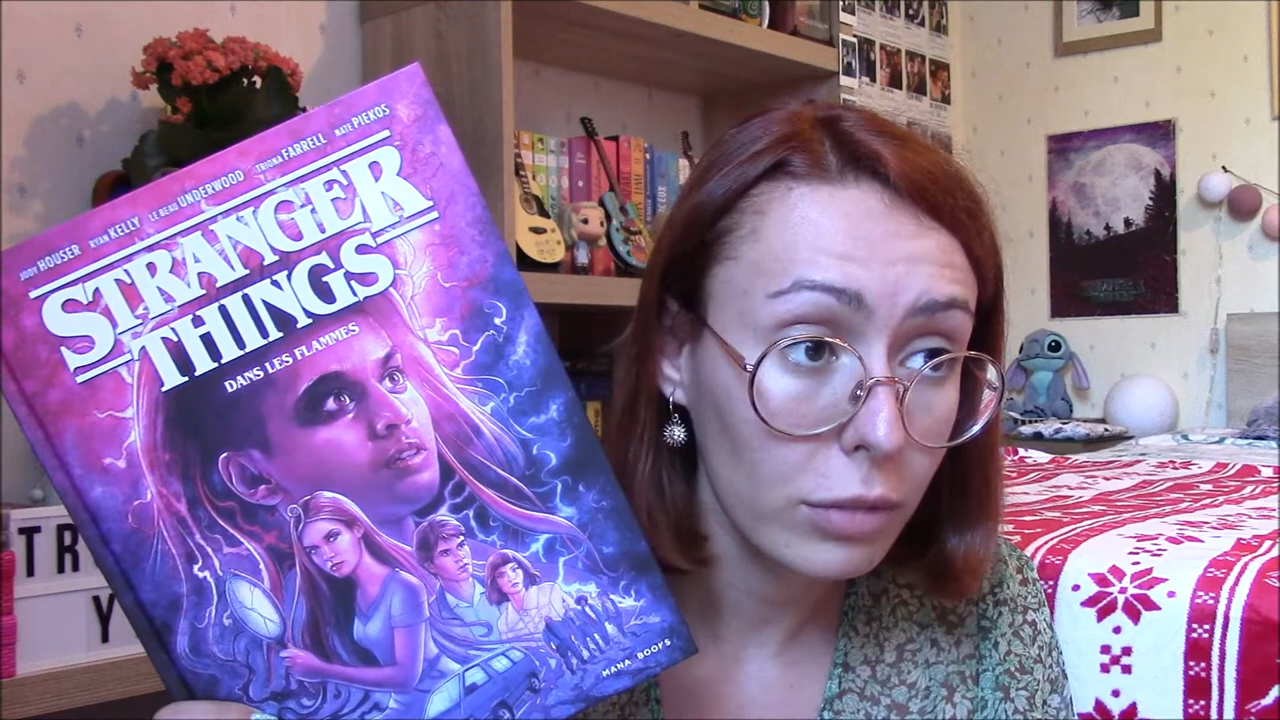 JODY HOUSER RYAN KELLY LE BEAU UNDERWOOD TRIONA FARRELL NATE PIEKOS
STRANGER
THINGS
DANS LES FLAMMES
MANA BOOKS
TR
Y